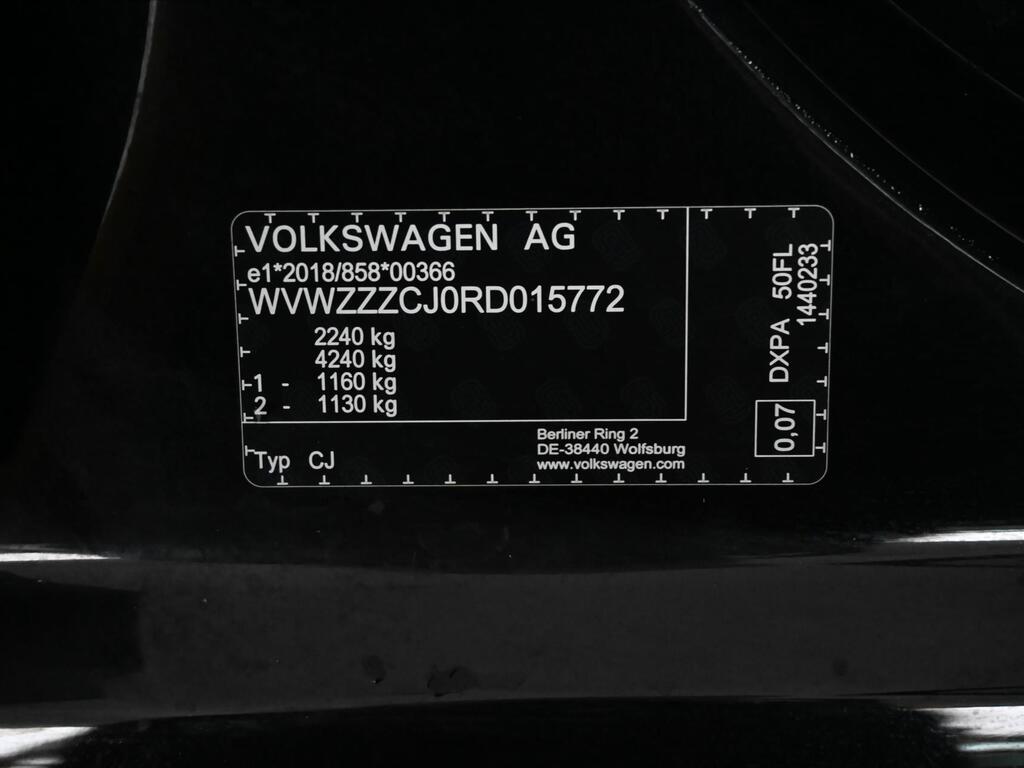 VOLKSWAGEN AG
e1*2018/858*00366
WVWZZZCJ0RD015772
2240 kg
4240 kg
1 - 1160 kg
2 - 1130 kg
Typ CJ
Berliner Ring 2
DE-38440 Wolfsburg
www.volkswagen.com
DXPA 50FL
1440233
0,07